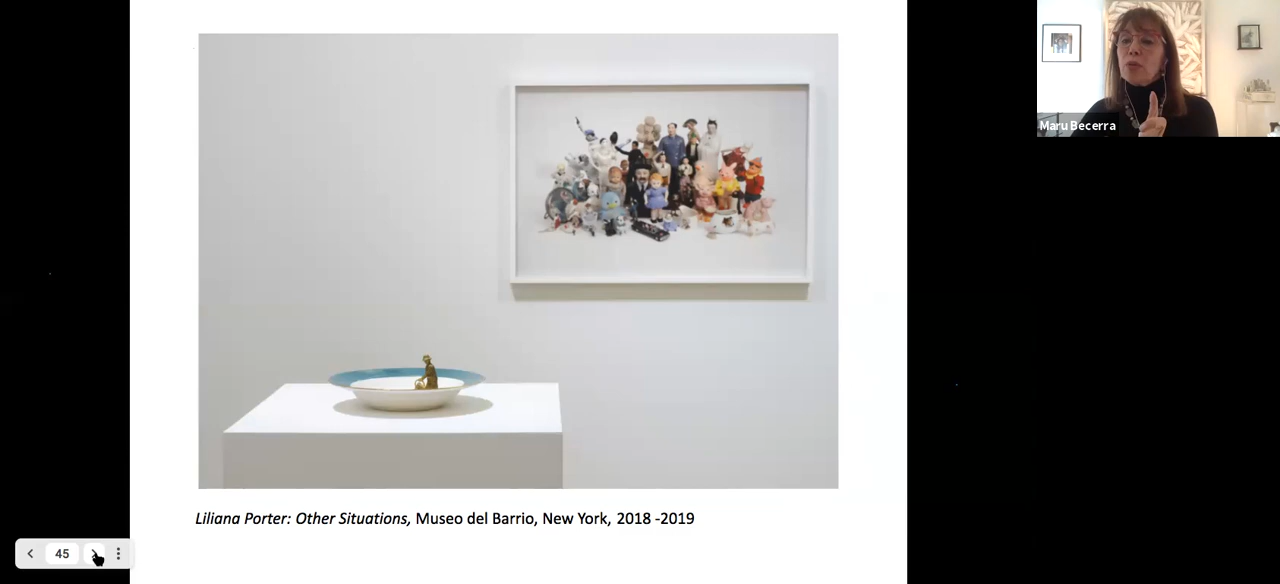 Maru Becerra
Liliana Porter: Other Situations, Museo del Barrio, New York, 2018 -2019
45